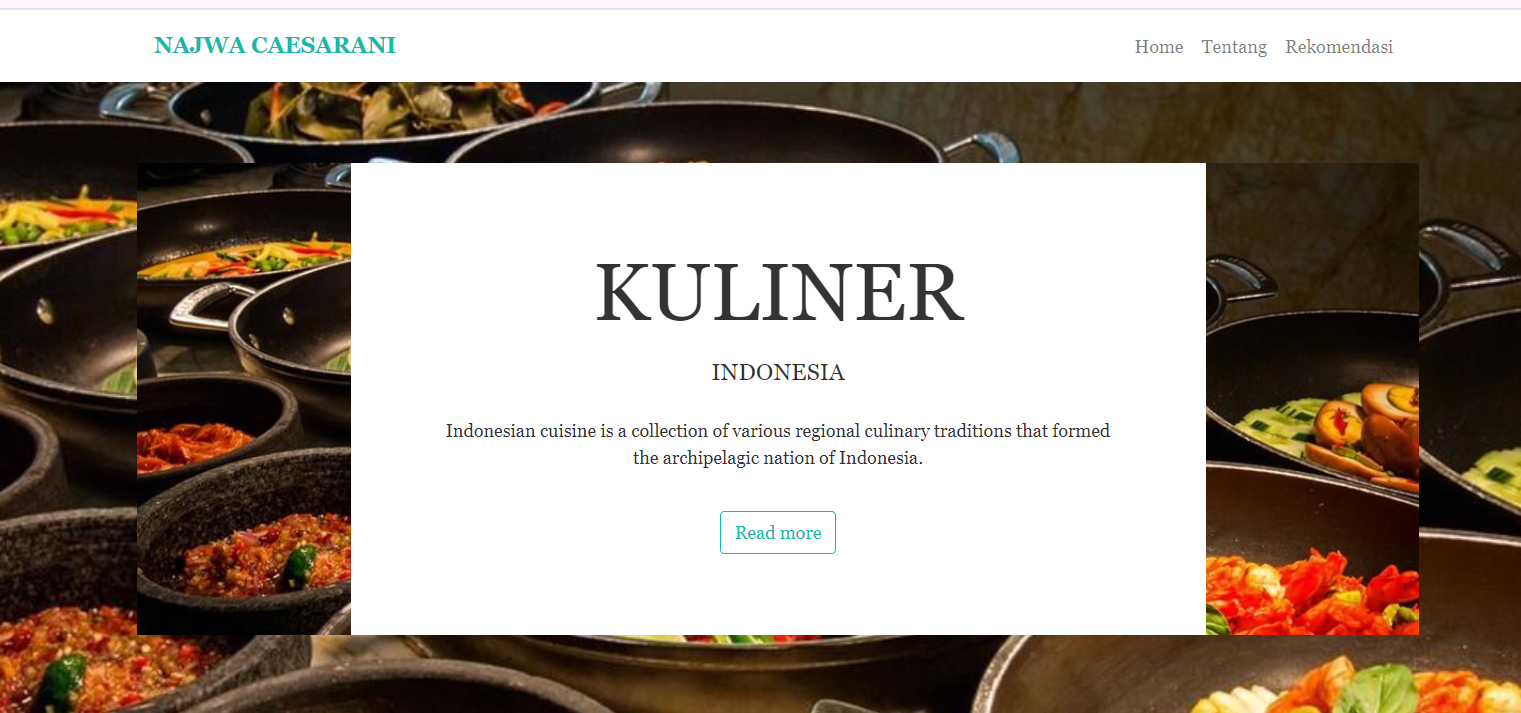 NAJWA CAESARANI
Home Tentang Rekomendasi
KULINER
INDONESIA
Indonesian cuisine is a collection of various regional culinary traditions that formed
the archipelagic nation of Indonesia.
Read more